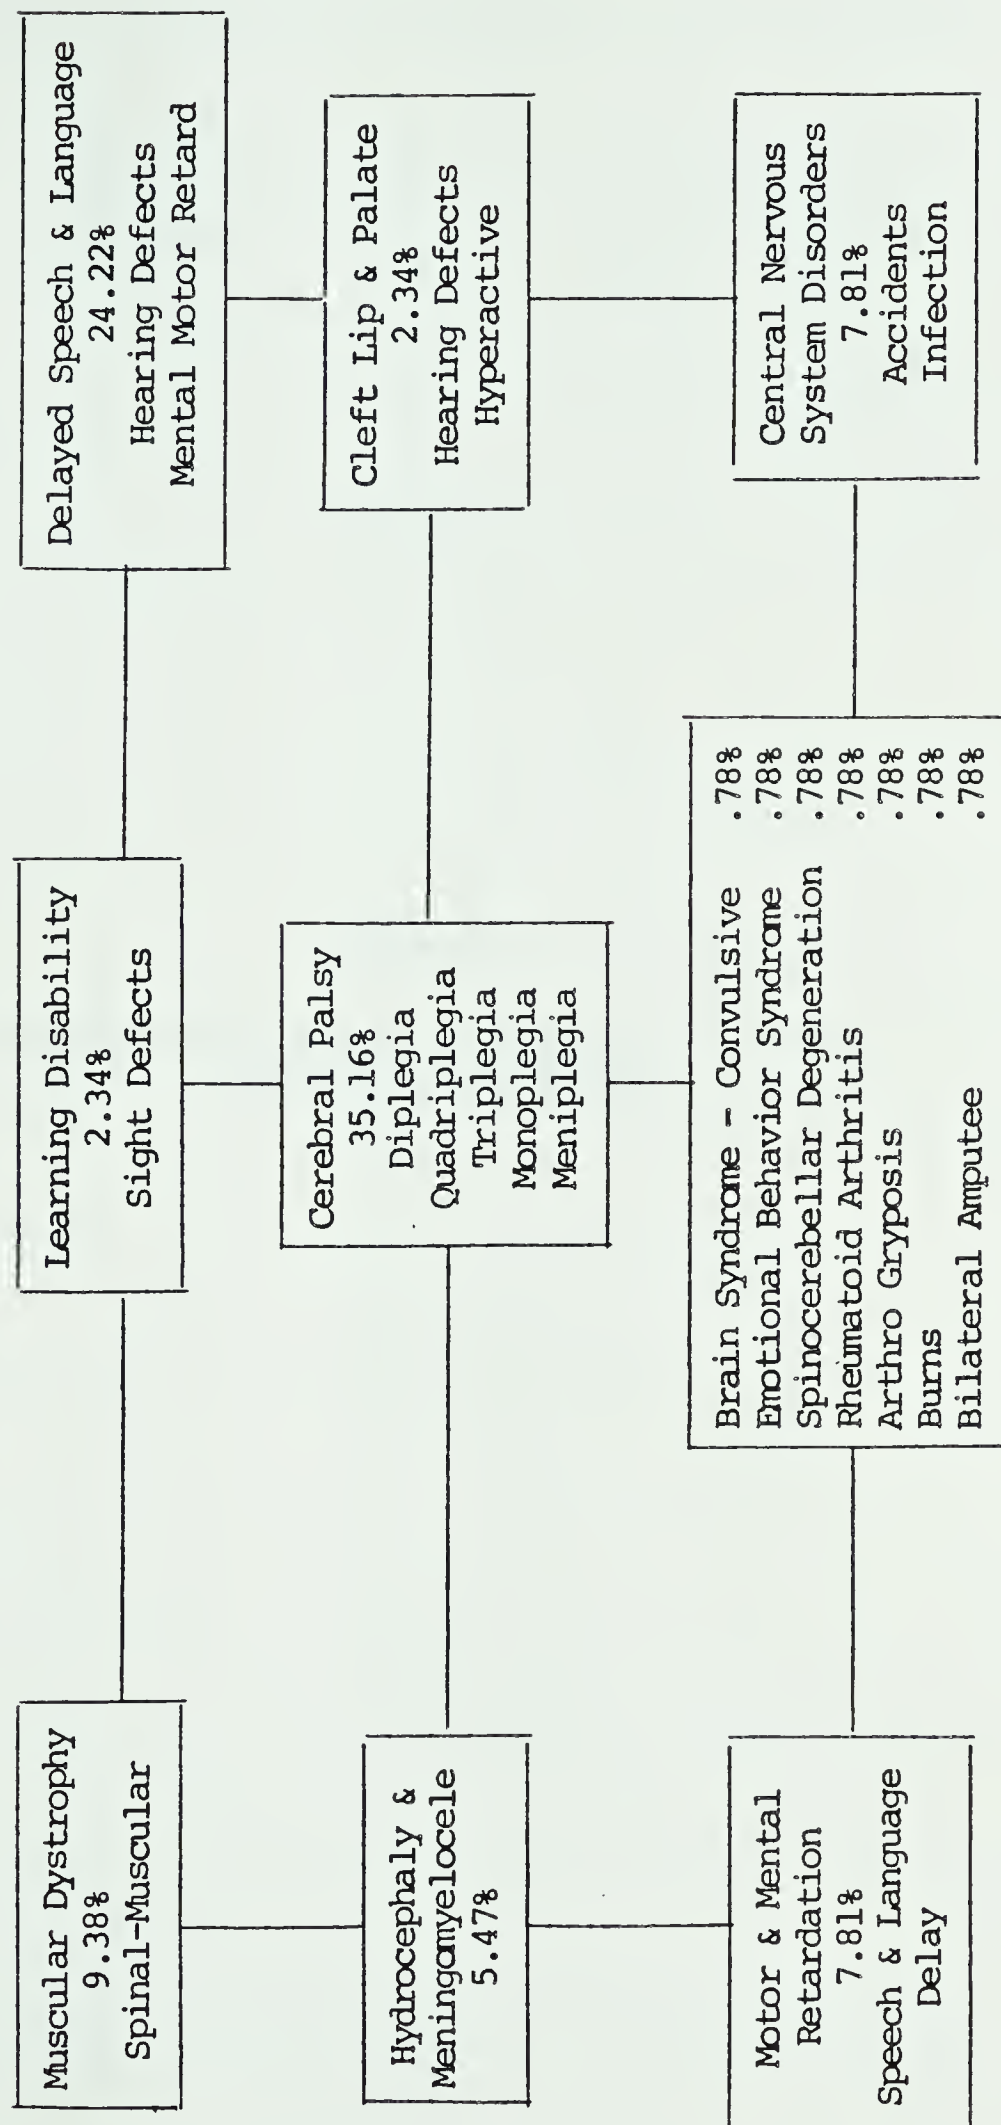 Muscular Dystrophy
9.38%
Spinal-Muscular
Learning Disability
2.34%
Sight Defects
Delayed Speech & Language
24.22%
Hearing Defects
Mental Motor Retard
Hydrocephaly &
Meningomyelocele
5.47%
Cerebral Palsy
35.16%
Diplegia
Quadriplegia
Triplegia
Monoplegia
Meniplegia
Cleft Lip & Palate
2.34%
Hearing Defects
Hyperactive
Motor & Mental
Retardation
7.81%
Speech & Language
Delay
Brain Syndrome - Convulsive .78%
Emotional Behavior Syndrome .78%
Spinocerebellar Degeneration .78%
Rheumatoid Arthritis .78%
Arthro Gryposis .78%
Burns .78%
Bilateral Amputee .78%
Central Nervous
System Disorders
7.81%
Accidents
Infection